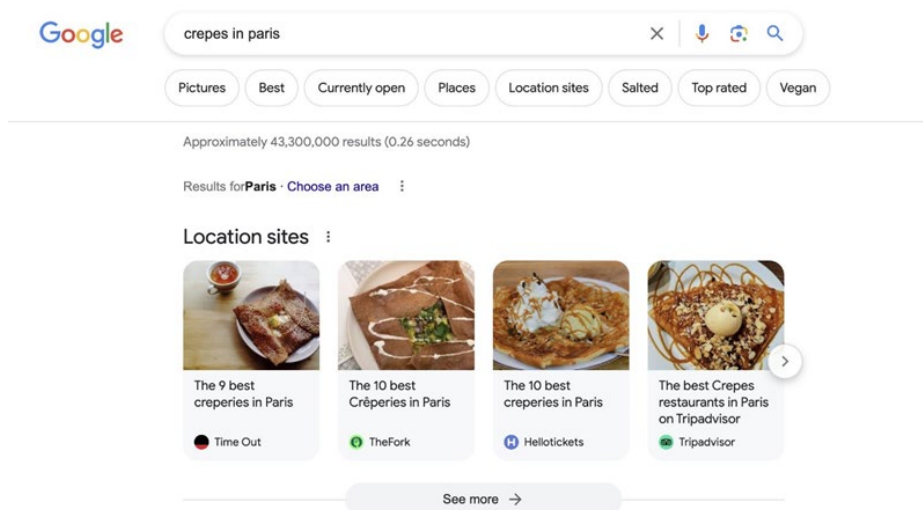 Google
crepes in paris
Pictures Best Currently open Places Location sites Salted Top rated Vegan
Approximately 43,300,000 results (0.26 seconds)
Results forParis · Choose an area
Location sites
The 9 best
creperies in Paris
Time Out
The 10 best
Crêperies in Paris
TheFork
The 10 best
creperies in Paris
H Hellotickets
The best Crepes
restaurants in Paris
on Tripadvisor
Tripadvisor
See more →